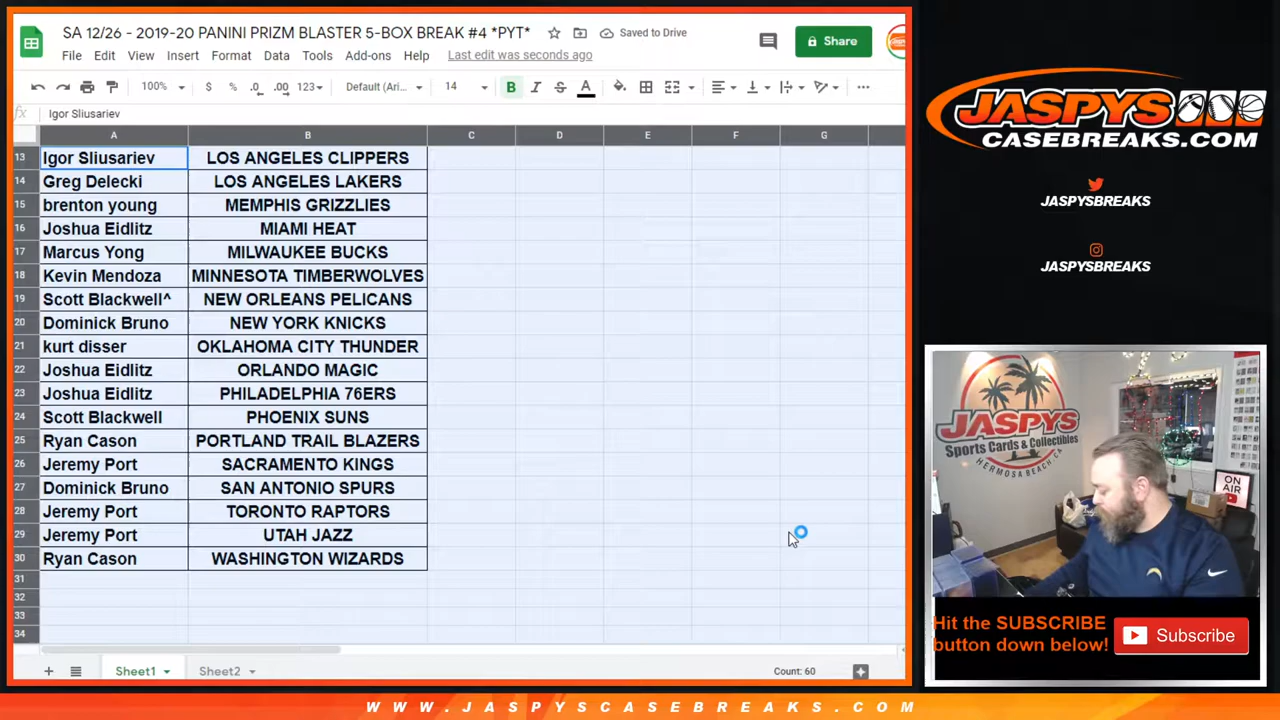 SA 12/26 - 2019-20 PANINI PRIZM BLASTER 5-BOX BREAK #4 *PYT*
Saved to Drive
Share
File Edit View Insert Format Data Tools Add-ons Help Last edit was seconds ago
100% $ % .0 .00 123 Default (Ari... 14 B I S A
fx Igor Sliusariev
A B C D E F G
13 Igor Sliusariev LOS ANGELES CLIPPERS
14 Greg Delecki LOS ANGELES LAKERS
15 brenton young MEMPHIS GRIZZLIES
16 Joshua Eidlitz MIAMI HEAT
17 Marcus Yong MILWAUKEE BUCKS
18 Kevin Mendoza MINNESOTA TIMBERWOLVES
19 Scott Blackwell^ NEW ORLEANS PELICANS
20 Dominick Bruno NEW YORK KNICKS
21 kurt disser OKLAHOMA CITY THUNDER
22 Joshua Eidlitz ORLANDO MAGIC
23 Joshua Eidlitz PHILADELPHIA 76ERS
24 Scott Blackwell PHOENIX SUNS
25 Ryan Cason PORTLAND TRAIL BLAZERS
26 Jeremy Port SACRAMENTO KINGS
27 Dominick Bruno SAN ANTONIO SPURS
28 Jeremy Port TORONTO RAPTORS
29 Jeremy Port UTAH JAZZ
30 Ryan Cason WASHINGTON WIZARDS
31
32
33
34
Sheet1 Sheet2 Count: 60
JASPYS
CASEBREAKS.COM
JASPYSBREAKS
JASPYSBREAKS
JASPYS
Sports Cards & Collectibles
HERMOSA BEACH CA
ON AIR
Hit the SUBSCRIBE
button down below!
Subscribe
WWW.JASPYSCASEBREAKS.COM